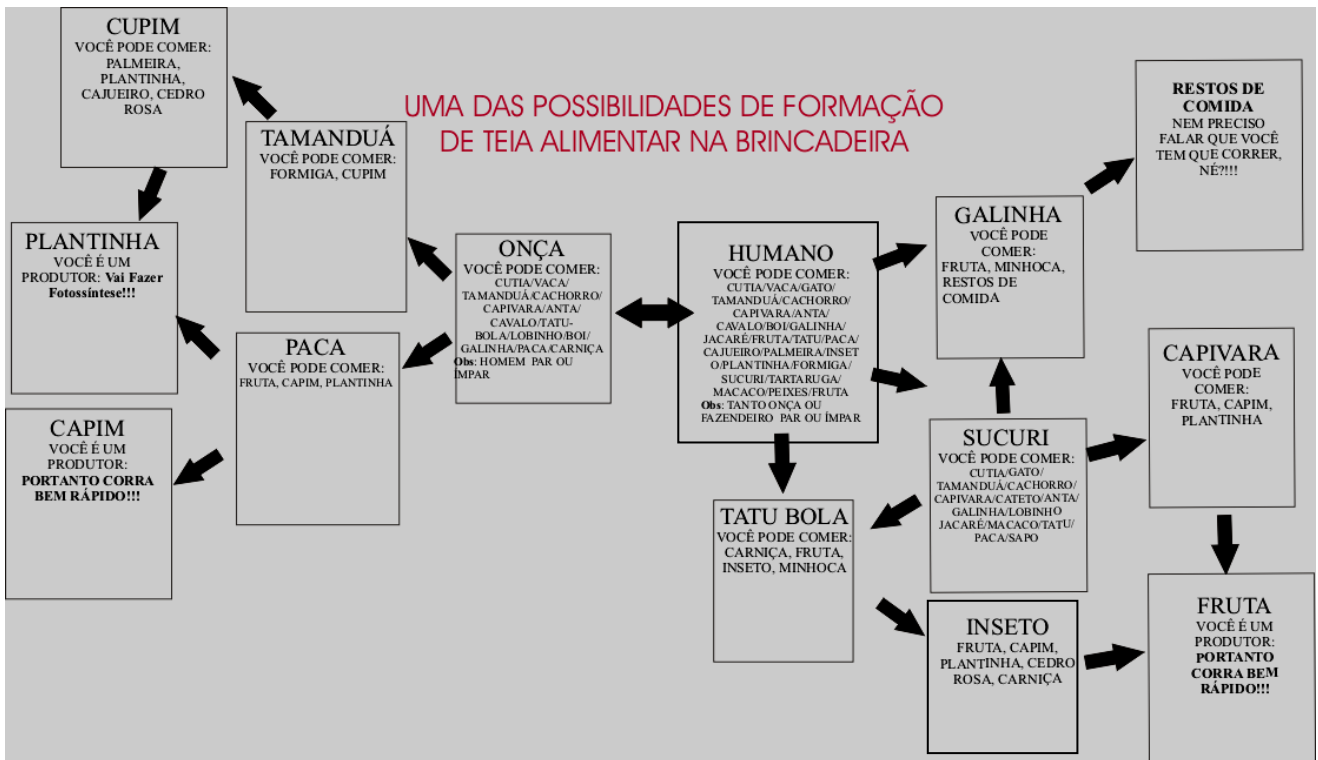 CUPIM
VOCÊ PODE COMER:
PALMEIRA,
PLANTINHA,
CAJUEIRO, CEDRO
ROSA
UMA DAS POSSIBILIDADES DE FORMAÇÃO
DE TEIA ALIMENTAR NA BRINCADEIRA
TAMANDUÁ
VOCÊ PODE COMER:
FORMIGA, CUPIM
RESTOS DE
COMIDA
NEM PRECISO
FALAR QUE VOCÊ
TEM QUE CORRER,
NÉ?!!!
PLANTINHA
VOCÊ É UM
PRODUTOR: Vai Fazer
Fotossíntese!!!
ONÇA
VOCÊ PODE COMER:
CUTIA/VACA/
TAMANDUÁ/CACHORRO/
CAPIVARA/ANTA/
CAVALO/TATU-
BOLA/LOBINHO/BOI/
GALINHA/PACA/CARNIÇA
Obs: HOMEM PAR OU
ÍMPAR
HUMANO
VOCÊ PODE COMER:
CUTIA/VACA/GATO/
TAMANDUÁ/CACHORRO/
CAPIVARA/ANTA/
CAVALO/BOI/GALINHA/
JACARÉ/FRUTA/TATU/PACA/
CAJUEIRO/PALMEIRA/INSET
O/PLANTINHA/FORMIGA/
SUCURI/TARTARUGA/
MACACO/PEIXES/FRUTA
Obs: TANTO ONÇA OU
FAZENDEIRO PAR OU ÍMPAR
GALINHA
VOCÊ PODE
COMER:
FRUTA, MINHOCA,
RESTOS DE
COMIDA
PACA
VOCÊ PODE COMER:
FRUTA, CAPIM, PLANTINHA
CAPIVARA
VOCÊ PODE
COMER:
FRUTA, CAPIM,
PLANTINHA
CAPIM
VOCÊ É UM
PRODUTOR:
PORTANTO CORRA
BEM RÁPIDO!!!
SUCURI
VOCÊ PODE COMER:
CUTIA/GATO/
TAMANDUÁ/CACHORRO/
CAPIVARA/CATETO/ANTA/
GALINHA/LOBINHO
JACARÉ/MACACO/TATU/
PACA/SAPO
TATU BOLA
VOCÊ PODE COMER:
CARNIÇA, FRUTA,
INSETO, MINHOCA
INSETO
FRUTA, CAPIM,
PLANTINHA, CEDRO
ROSA, CARNIÇA
FRUTA
VOCÊ É UM
PRODUTOR:
PORTANTO
CORRA BEM
RÁPIDO!!!